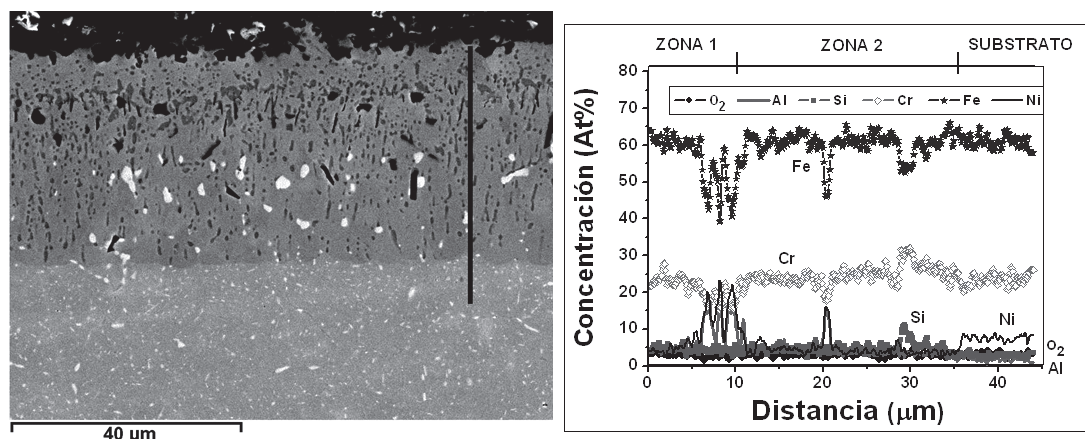 40 µm
ZONA 1 ZONA 2 SUBSTRATO
80
70
60
50
40
30
20
10
0
Concentración (At%)
O2 Al Si Cr Fe Ni
Fe
Cr
Si
Ni
O2
Al
0 10 20 30 40
Distancia (µm)